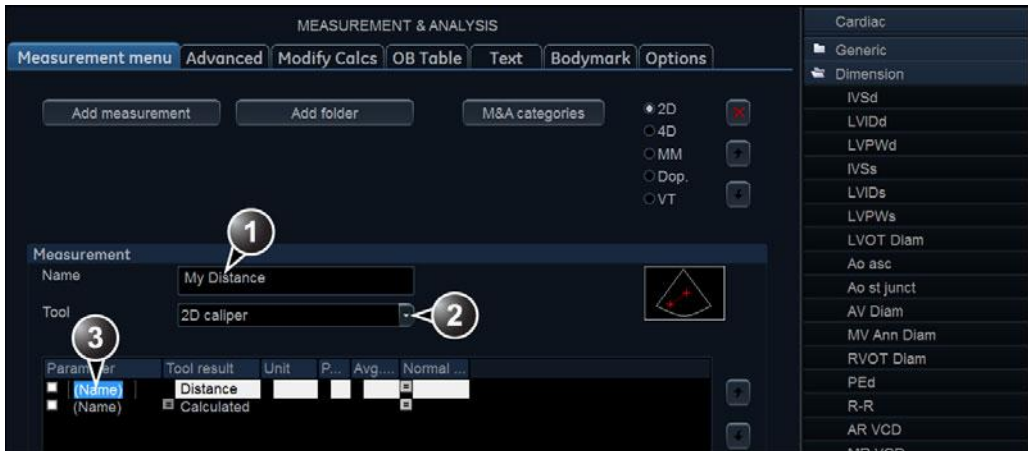 MEASUREMENT & ANALYSIS
Measurement menu Advanced Modify Calcs OB Table Text Bodymark Options
Add measurement Add folder M&A categories
2D
4D
MM
Dop.
VT
1
Measurement
Name My Distance
Tool 2D caliper
2
3
Parameter Tool result Unit P... Avg.... Normal ...
(Name) Distance
(Name) Calculated
Cardiac
Generic
Dimension
IVSd
LVIDd
LVPWd
IVSs
LVIDs
LVPWs
LVOT Diam
Ao asc
Ao st junct
AV Diam
MV Ann Diam
RVOT Diam
PEd
R-R
AR VCD